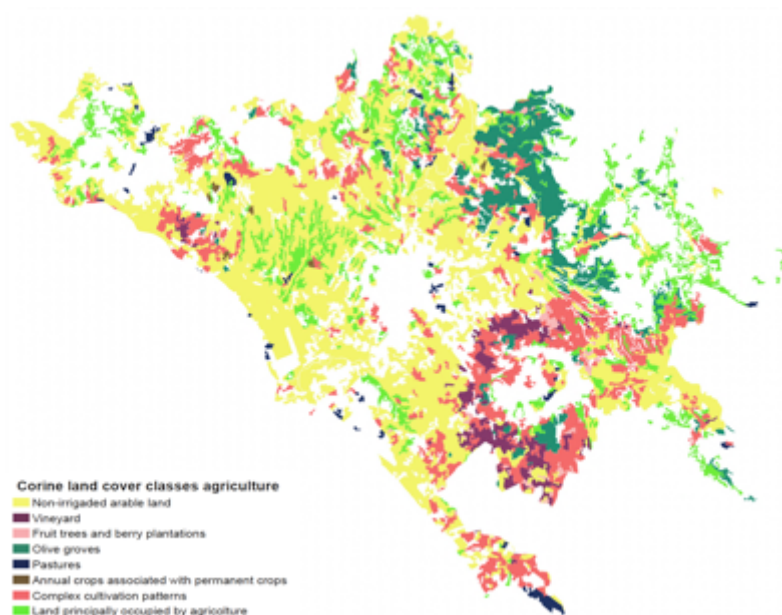 Corine land cover classes agriculture
Non-irrigaded arable land
Vineyard
Fruit trees and berry plantations
Olive groves
Pastures
Annual crops associated with permanent crops
Complex cultivation patterns
Land principally occupied by agricolture